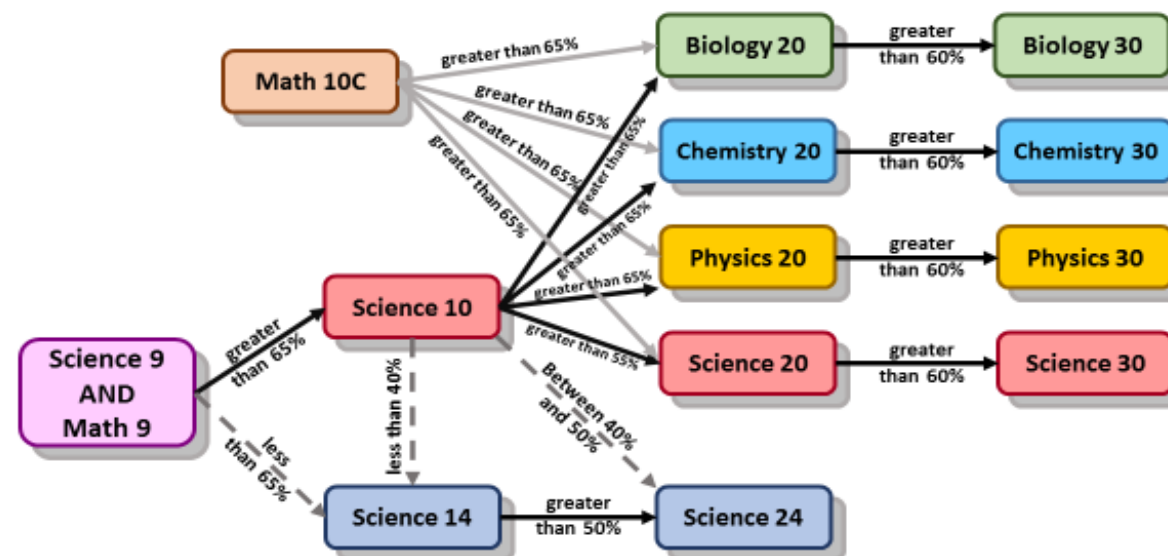 Math 10C
greater than 65%
greater than 65%
greater than 65%
greater than 65%
Biology 20
greater
than 60%
Biology 30
Chemistry 20
greater
than 60%
Chemistry 30
Physics 20
greater
than 60%
Physics 30
Science 20
greater
than 60%
Science 30
greater than 65%
greater than 65%
greater than 65%
greater than 55%
Science 10
Science 9
AND
Math 9
greater
than 65%
less
than 65%
less than 40%
Between 40%
and 50%
Science 14
greater
than 50%
Science 24